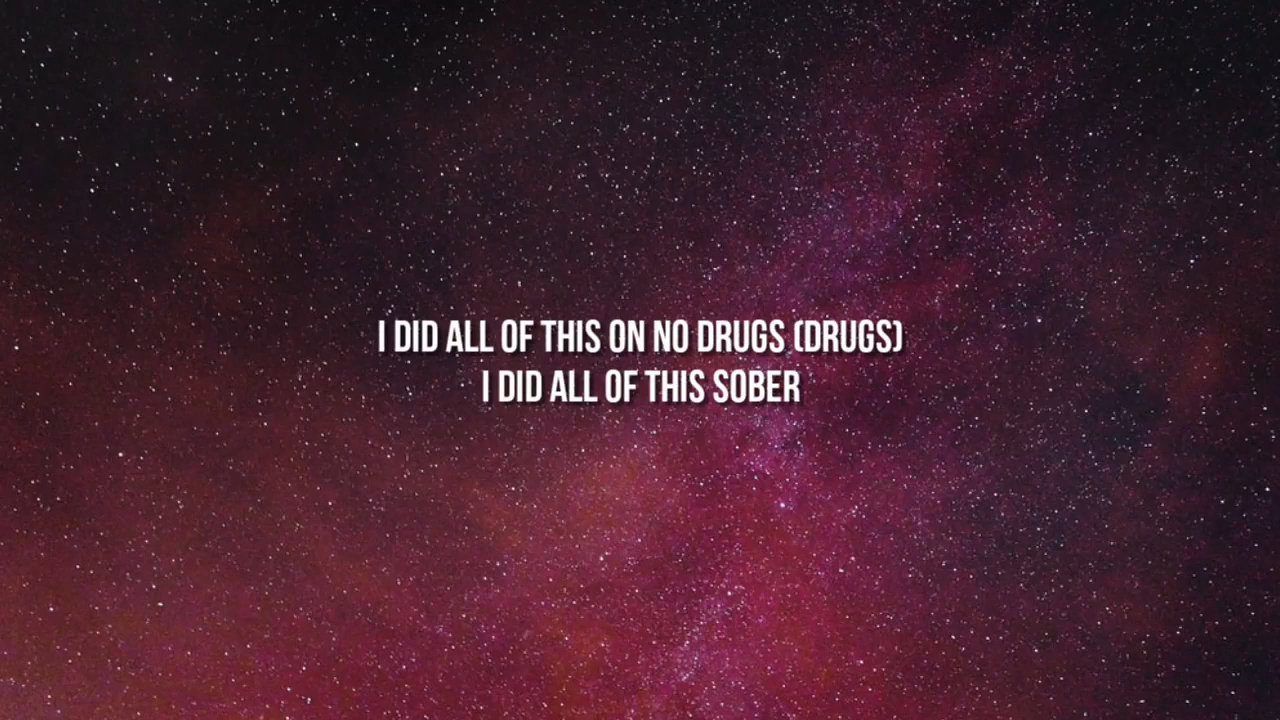 I DID ALL OF THIS ON NO DRUGS (DRUGS)
I DID ALL OF THIS SOBER